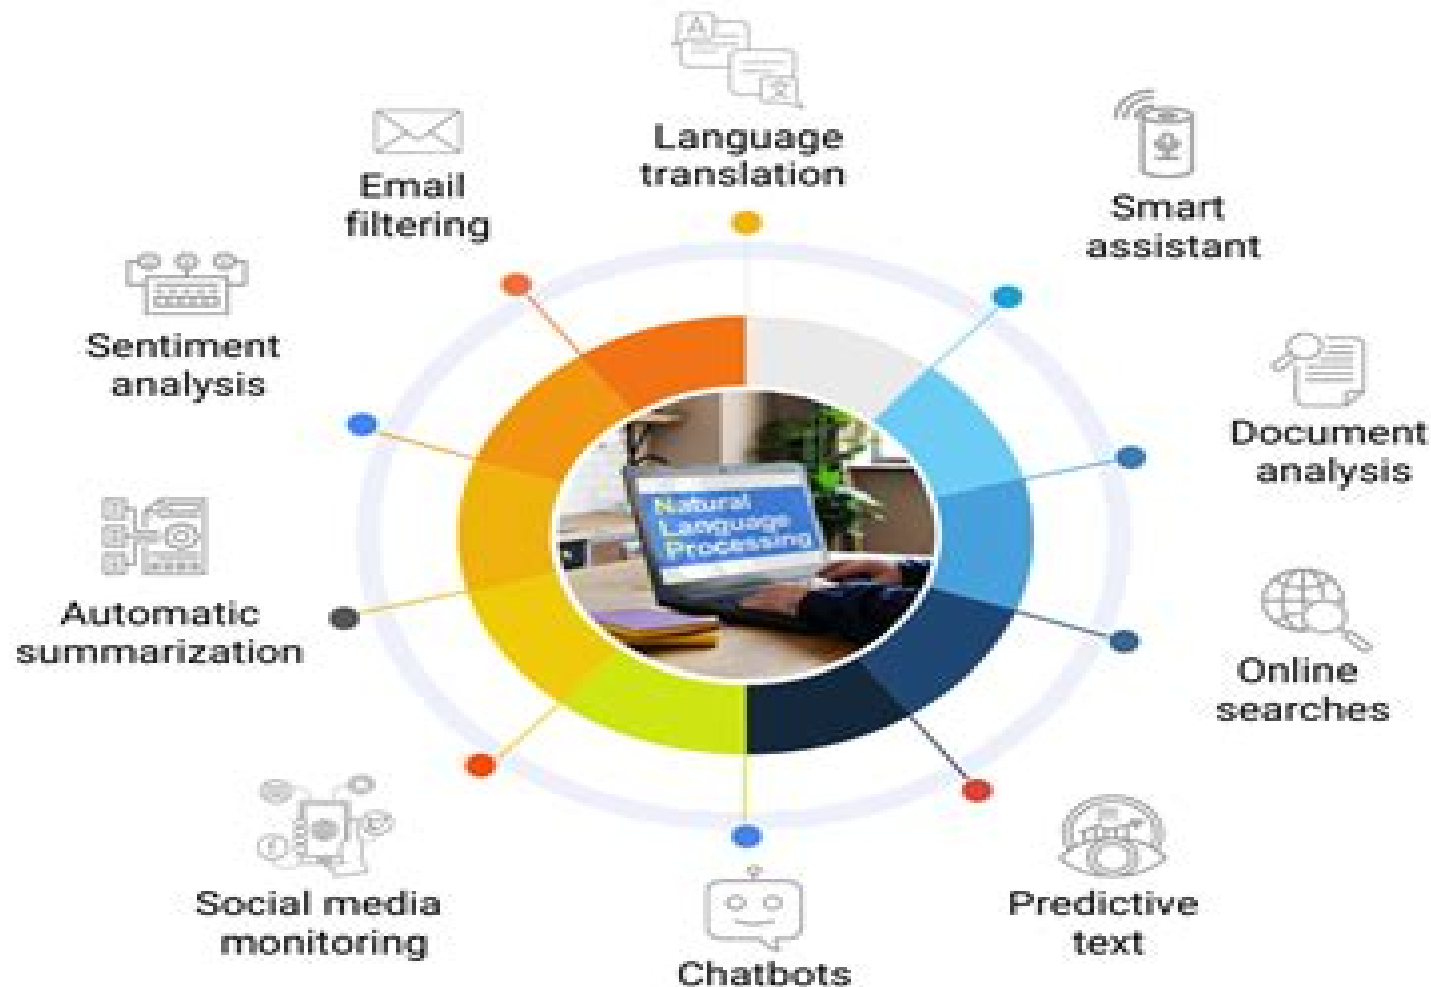 Language
translation
Smart
assistant
Document
analysis
Online
searches
Predictive
text
Chatbots
Social media
monitoring
Automatic
summarization
Sentiment
analysis
Email
filtering
Natural
Language
Processing
A